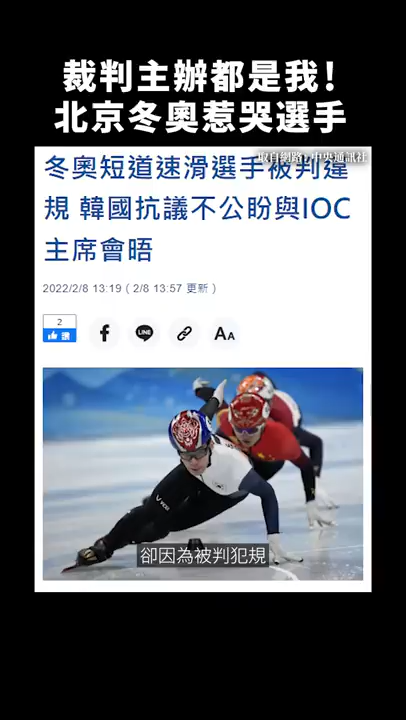 裁判主辦都是我!
北京冬奧惹哭選手
取自網路:中央通訊社
冬奧短道速滑選手被判違
規 韓國抗議不公盼與IOC
主席會晤
2022/2/8 13:19(2/8 13:57 更新)
2
選
LINE
AA
卻因為被判犯規